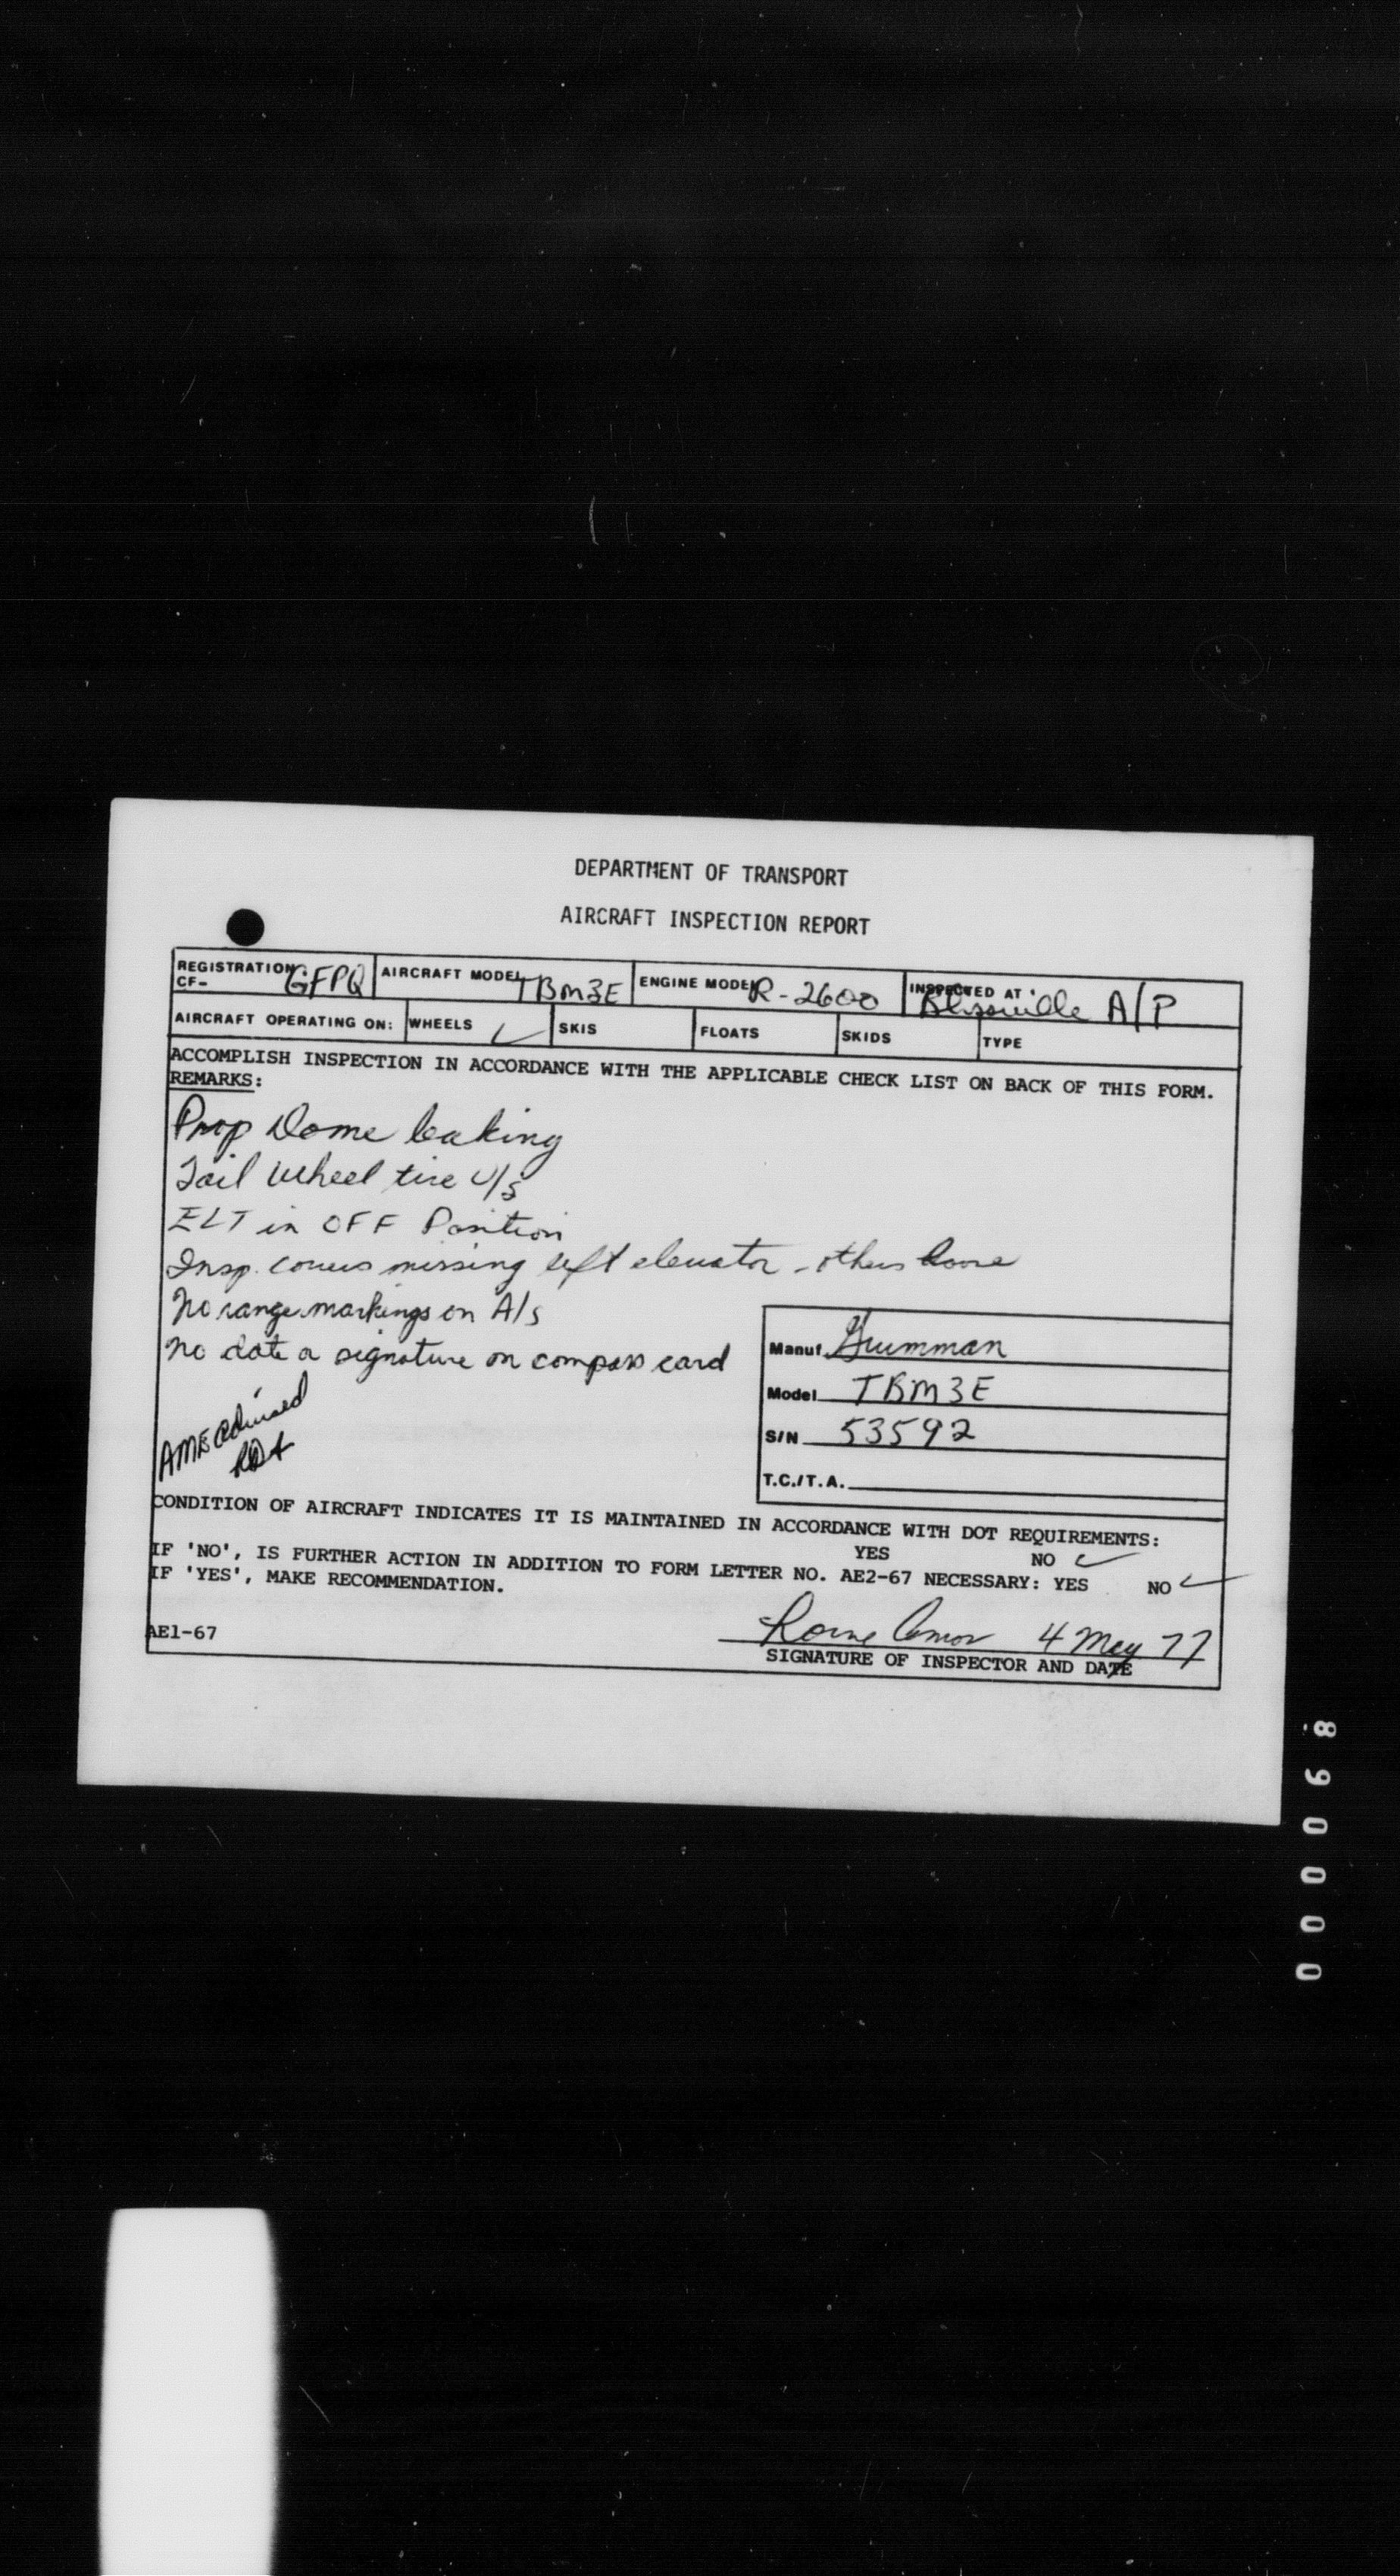 DEPARTMENT OF TRANSPORT
AIRCRAFT INSPECTION REPORT
REGISTRATION CF- GFPQ AIRCRAFT MODEL TBM3E ENGINE MODEL R-2600 INSPECTED AT Blissville A/P
AIRCRAFT OPERATING ON: WHEELS ✓ SKIS FLOATS SKIDS TYPE
ACCOMPLISH INSPECTION IN ACCORDANCE WITH THE APPLICABLE CHECK LIST ON BACK OF THIS FORM.
REMARKS:
Prop Dome leaking
Tail Wheel tire U/S
ELT in OFF Position
Insp. covers missing left elevator - others loose
No range markings on A/S
No date or signature on compass card
AME advised
Manuf Grumman
Model TBM3E
S/N 53592
T.C./T.A.
CONDITION OF AIRCRAFT INDICATES IT IS MAINTAINED IN ACCORDANCE WITH DOT REQUIREMENTS:
YES NO ✓
IF 'NO', IS FURTHER ACTION IN ADDITION TO FORM LETTER NO. AE2-67 NECESSARY: YES NO ✓
IF 'YES', MAKE RECOMMENDATION.
4 May 77
AE1-67
SIGNATURE OF INSPECTOR AND DATE
000068